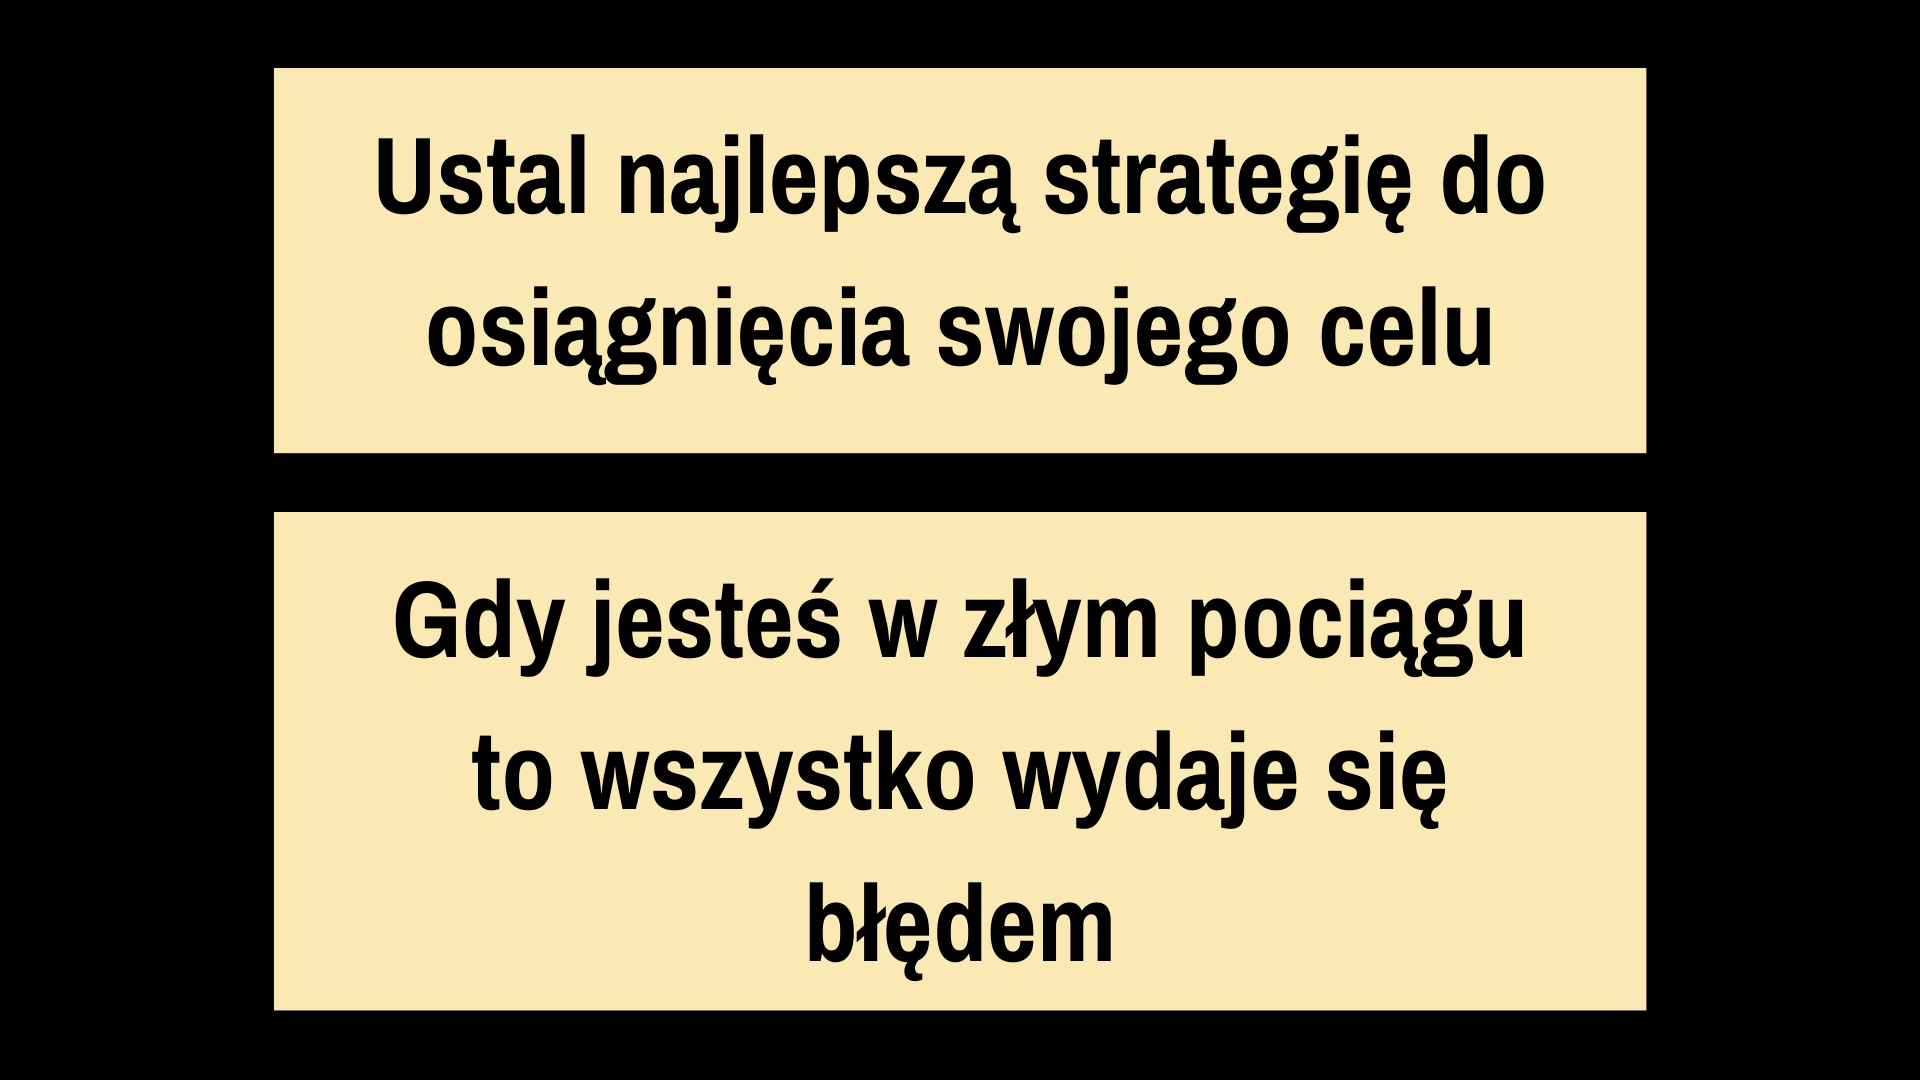 Ustal najlepszą strategię do
osiągnięcia swojego celu
Gdy jesteś w złym pociągu
to wszystko wydaje się
błędem